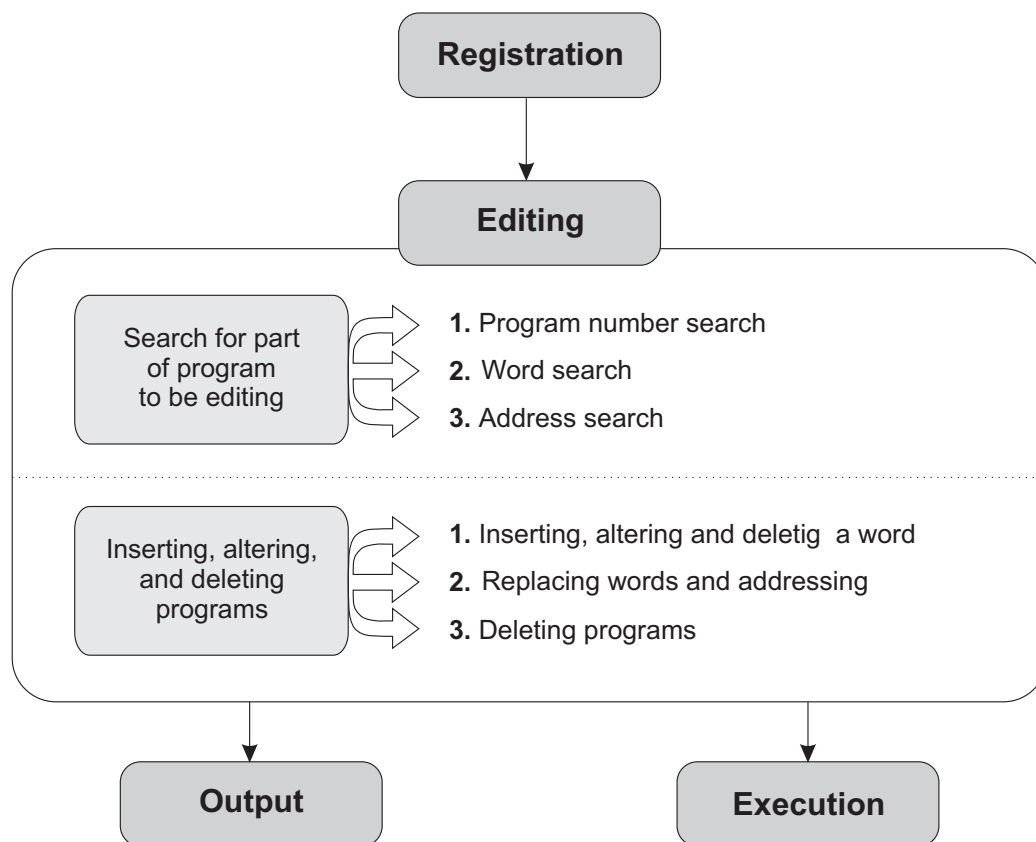 Registration
Editing
Search for part
of program
to be editing
1. Program number search
2. Word search
3. Address search
Inserting, altering,
and deleting
programs
1. Inserting, altering and deletig a word
2. Replacing words and addressing
3. Deleting programs
Output
Execution